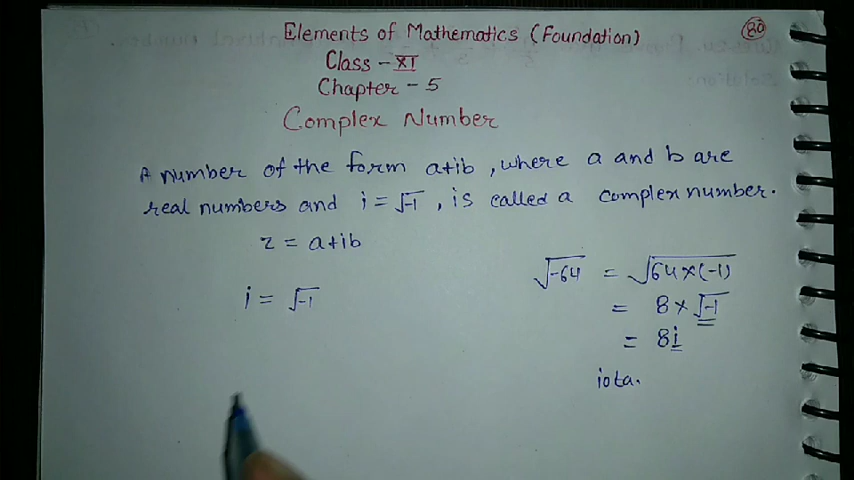 Elements of Mathematics (Foundation)
80
Class - XI
Chapter - 5
Complex Number
A number of the form a+ib, where a and b are
real numbers and i = √-1, is called a complex number.
z = a+ib
i = √-1
√-64 = √64×(-1)
= 8 × √-1
= 8i
iota.